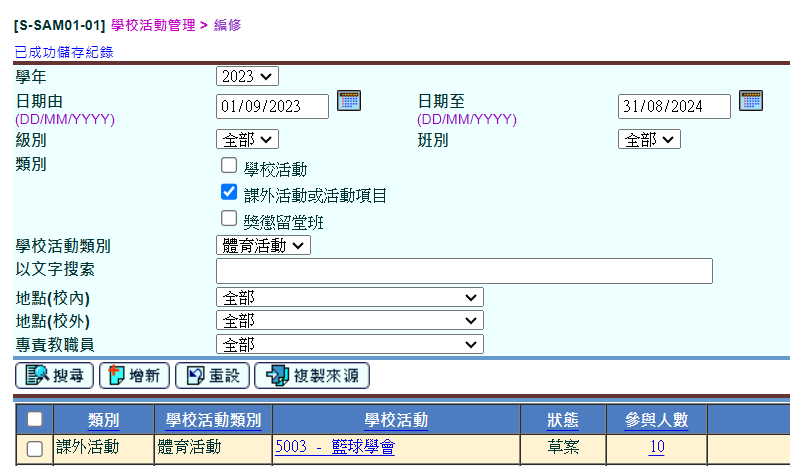 [S-SAM01-01] 學校活動管理 > 編修
已成功儲存紀錄
學年 2023
日期由 01/09/2023 日期至 31/08/2024
(DD/MM/YYYY) (DD/MM/YYYY)
級別 全部 班別 全部
類別 學校活動
課外活動或活動項目
獎懲留堂班
學校活動類別 體育活動
以文字搜索
地點(校內) 全部
地點(校外) 全部
專責教職員 全部
搜尋 增新 重設 複製來源
類別 學校活動類別 學校活動 狀態 參與人數
課外活動 體育活動 5003 - 籃球學會 草案 10